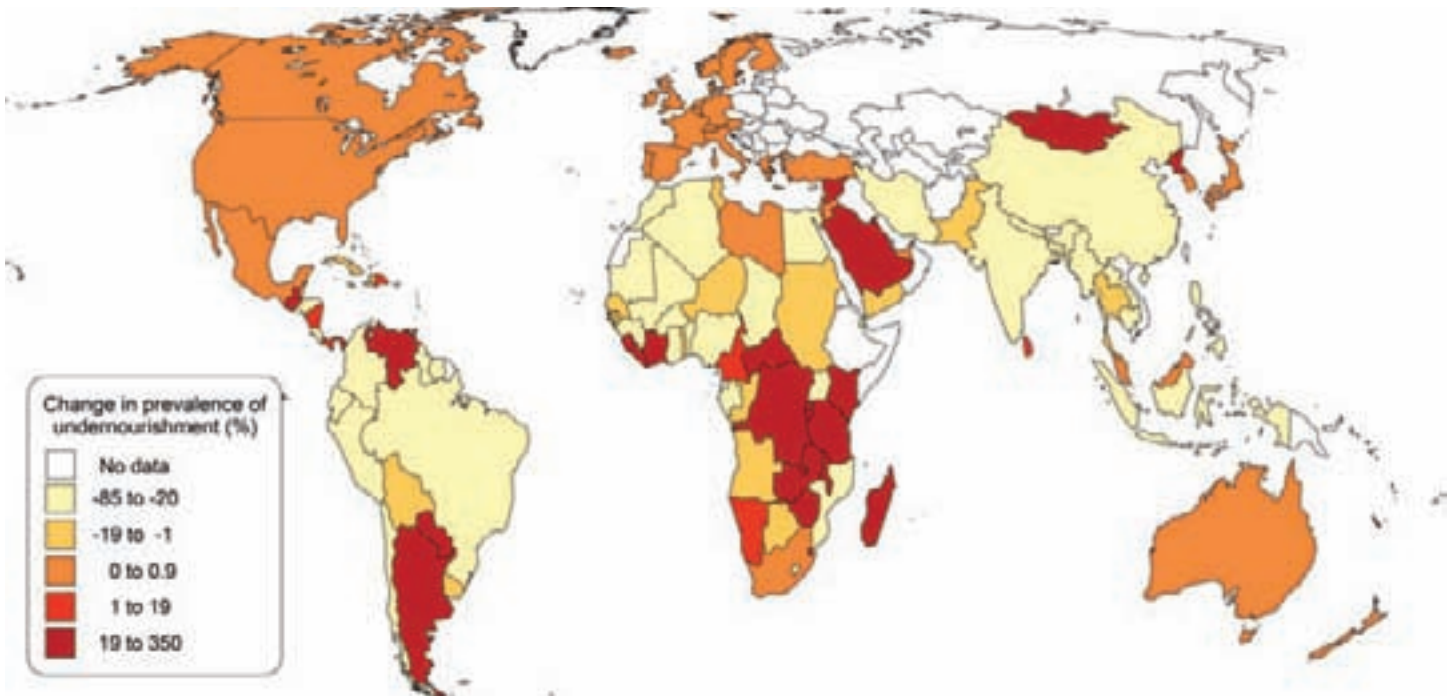 Change in prevalence of
undernourishment (%)
No data
-85 to -20
-19 to -1
0 to 0.9
1 to 19
19 to 350